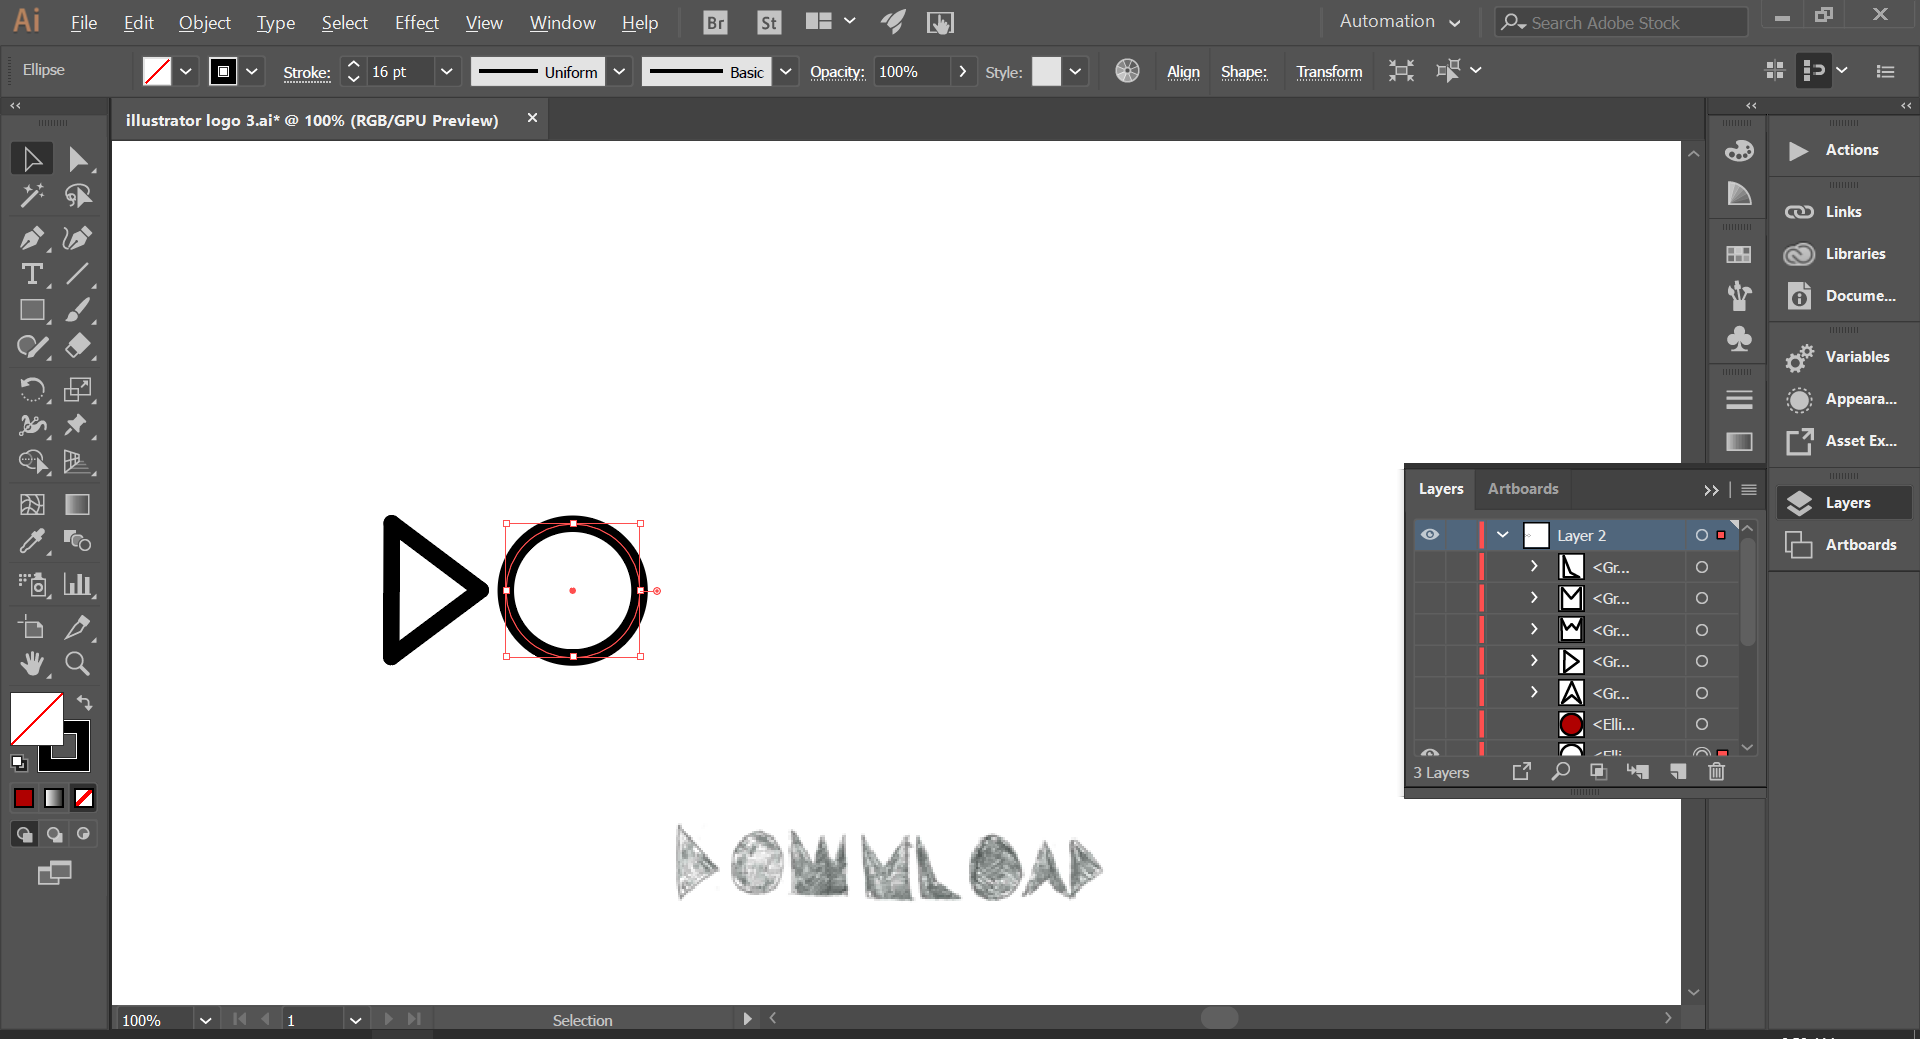 Ai File Edit Object Type Select Effect View Window Help Br St Automation Search Adobe Stock
Ellipse Stroke: 16 pt Uniform Basic Opacity: 100% Style: Align Shape: Transform
illustrator logo 3.ai* @ 100% (RGB/GPU Preview)
Actions
Links
Libraries
Docume...
Variables
Appeara...
Asset Ex...
Layers
Artboards
Layers Artboards
Layer 2
<Gr...
<Gr...
<Gr...
<Gr...
<Gr...
<Elli...
<Elli...
3 Layers
DOWNLOAD
100% 1 Selection